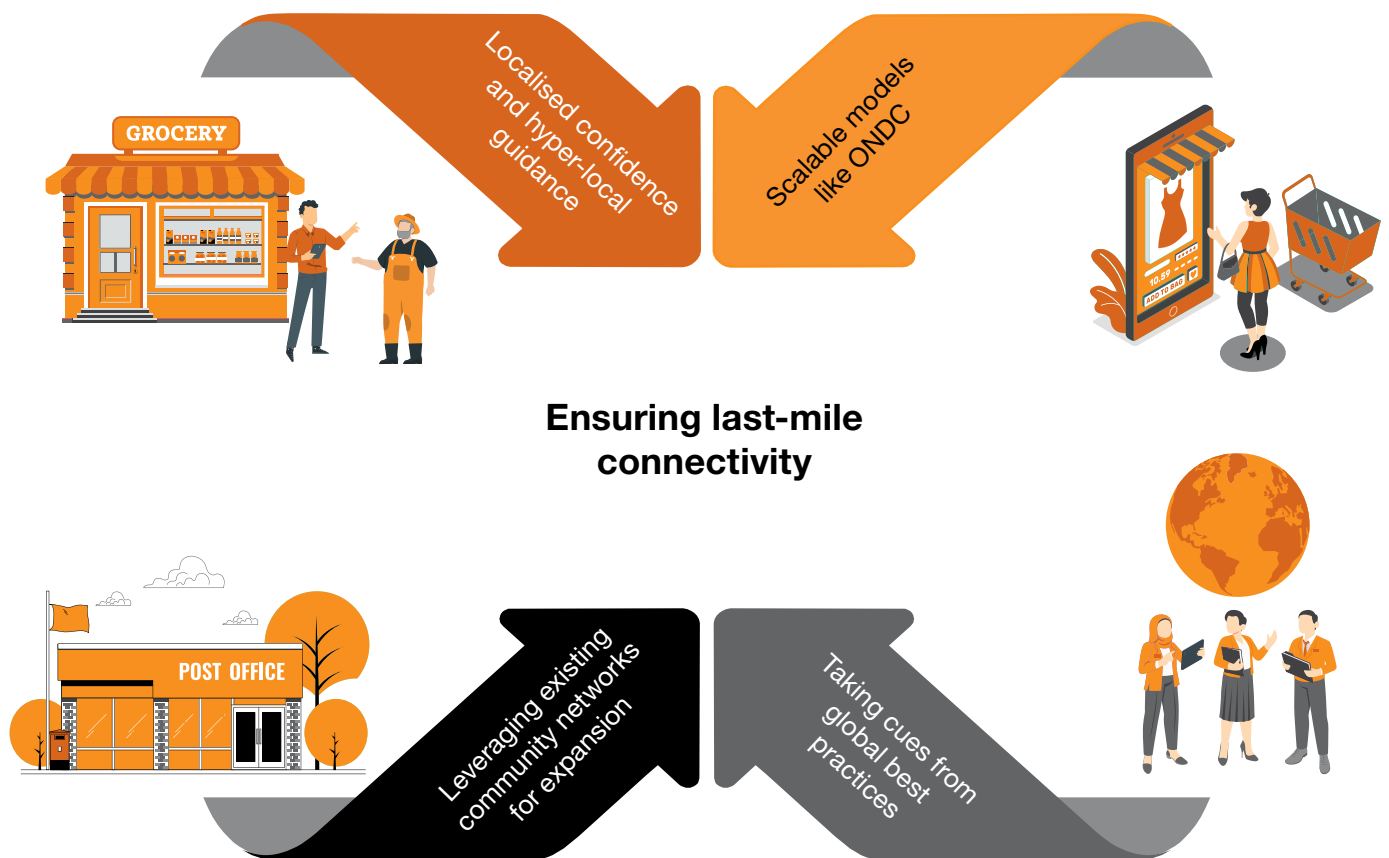 Localised confidence
and hyper-local
guidance
Scalable models
like ONDC
GROCERY
10.59
ADD TO BAG
Ensuring last-mile
connectivity
POST OFFICE
Leveraging existing
community networks
for expansion
Taking cues from
global best
practices